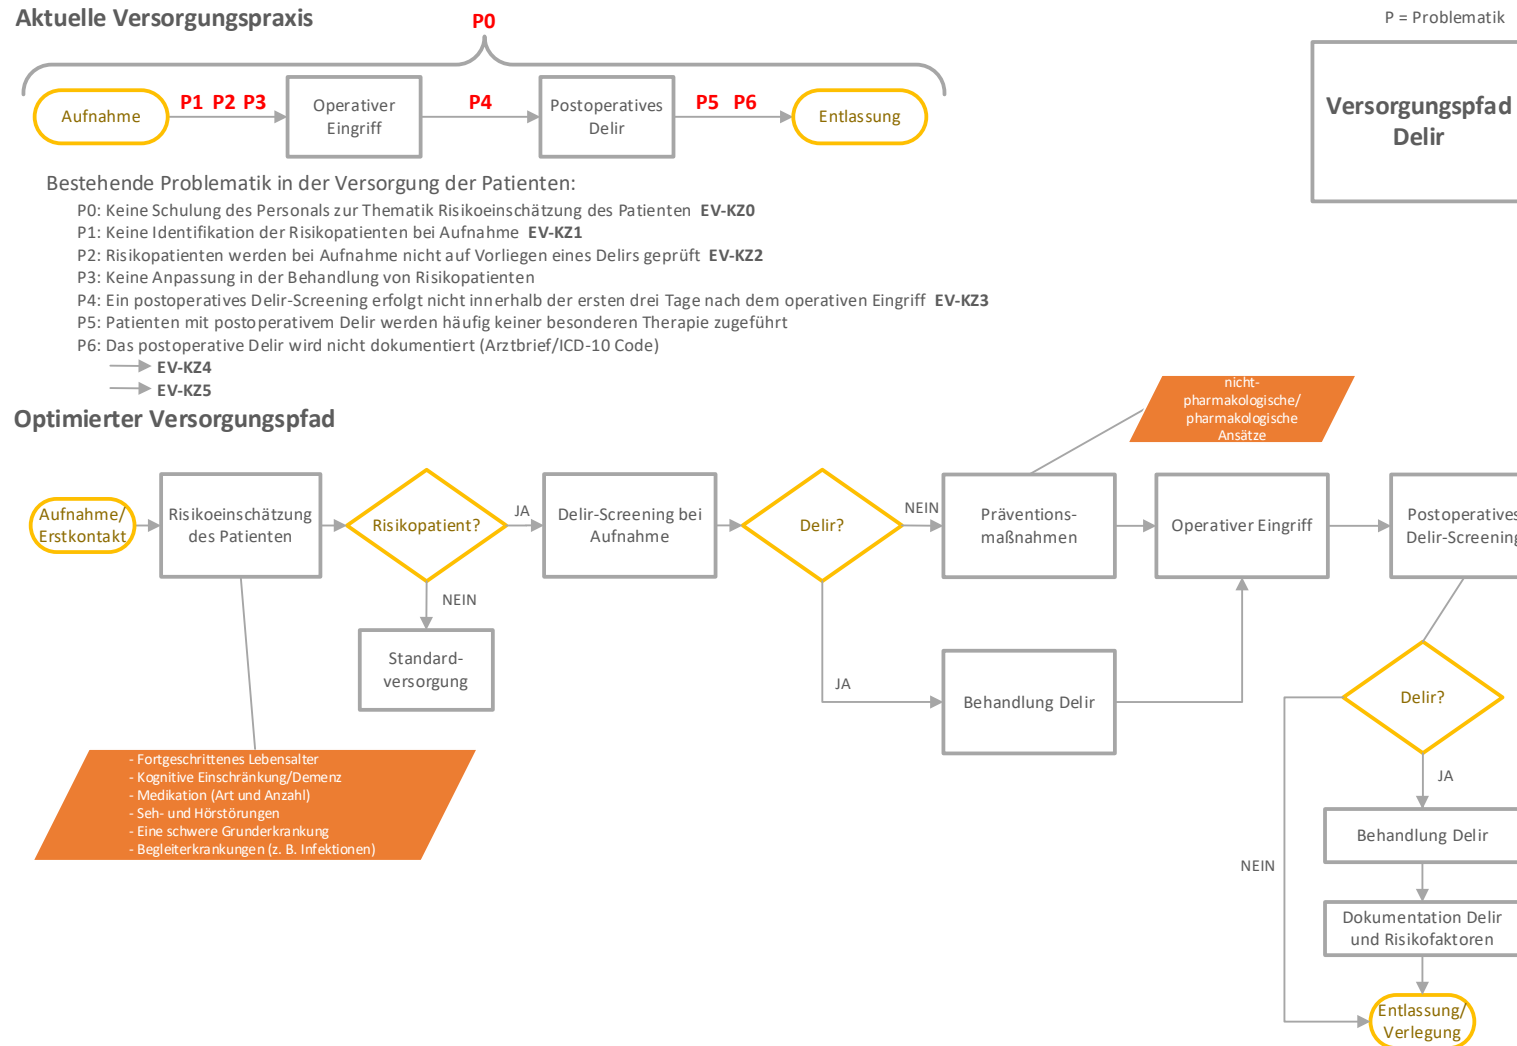 Aktuelle Versorgungspraxis
P0
P = Problematik
Aufnahme
P1 P2 P3
Operativer
Eingriff
P4
Postoperatives
Delir
P5 P6
Entlassung
Versorgungspfad
Delir
Bestehende Problematik in der Versorgung der Patienten:
P0: Keine Schulung des Personals zur Thematik Risikoeinschätzung des Patienten EV-KZ0
P1: Keine Identifikation der Risikopatienten bei Aufnahme EV-KZ1
P2: Risikopatienten werden bei Aufnahme nicht auf Vorliegen eines Delirs geprüft EV-KZ2
P3: Keine Anpassung in der Behandlung von Risikopatienten
P4: Ein postoperatives Delir-Screening erfolgt nicht innerhalb der ersten drei Tage nach dem operativen Eingriff EV-KZ3
P5: Patienten mit postoperativem Delir werden häufig keiner besonderen Therapie zugeführt
P6: Das postoperative Delir wird nicht dokumentiert (Arztbrief/ICD-10 Code)
EV-KZ4
EV-KZ5
Optimierter Versorgungspfad
nicht-
pharmakologische/
pharmakologische
Ansätze
Aufnahme/
Erstkontakt
Risikoeinschätzung
des Patienten
Risikopatient?
JA
Delir-Screening bei
Aufnahme
Delir?
NEIN
Präventions-
maßnahmen
Operativer Eingriff
Postoperatives
Delir-Screening
NEIN
Standard-
versorgung
JA
Behandlung Delir
Delir?
- Fortgeschrittenes Lebensalter
- Kognitive Einschränkung/Demenz
- Medikation (Art und Anzahl)
- Seh- und Hörstörungen
- Eine schwere Grunderkrankung
- Begleiterkrankungen (z. B. Infektionen)
JA
Behandlung Delir
NEIN
Dokumentation Delir
und Risikofaktoren
Entlassung/
Verlegung